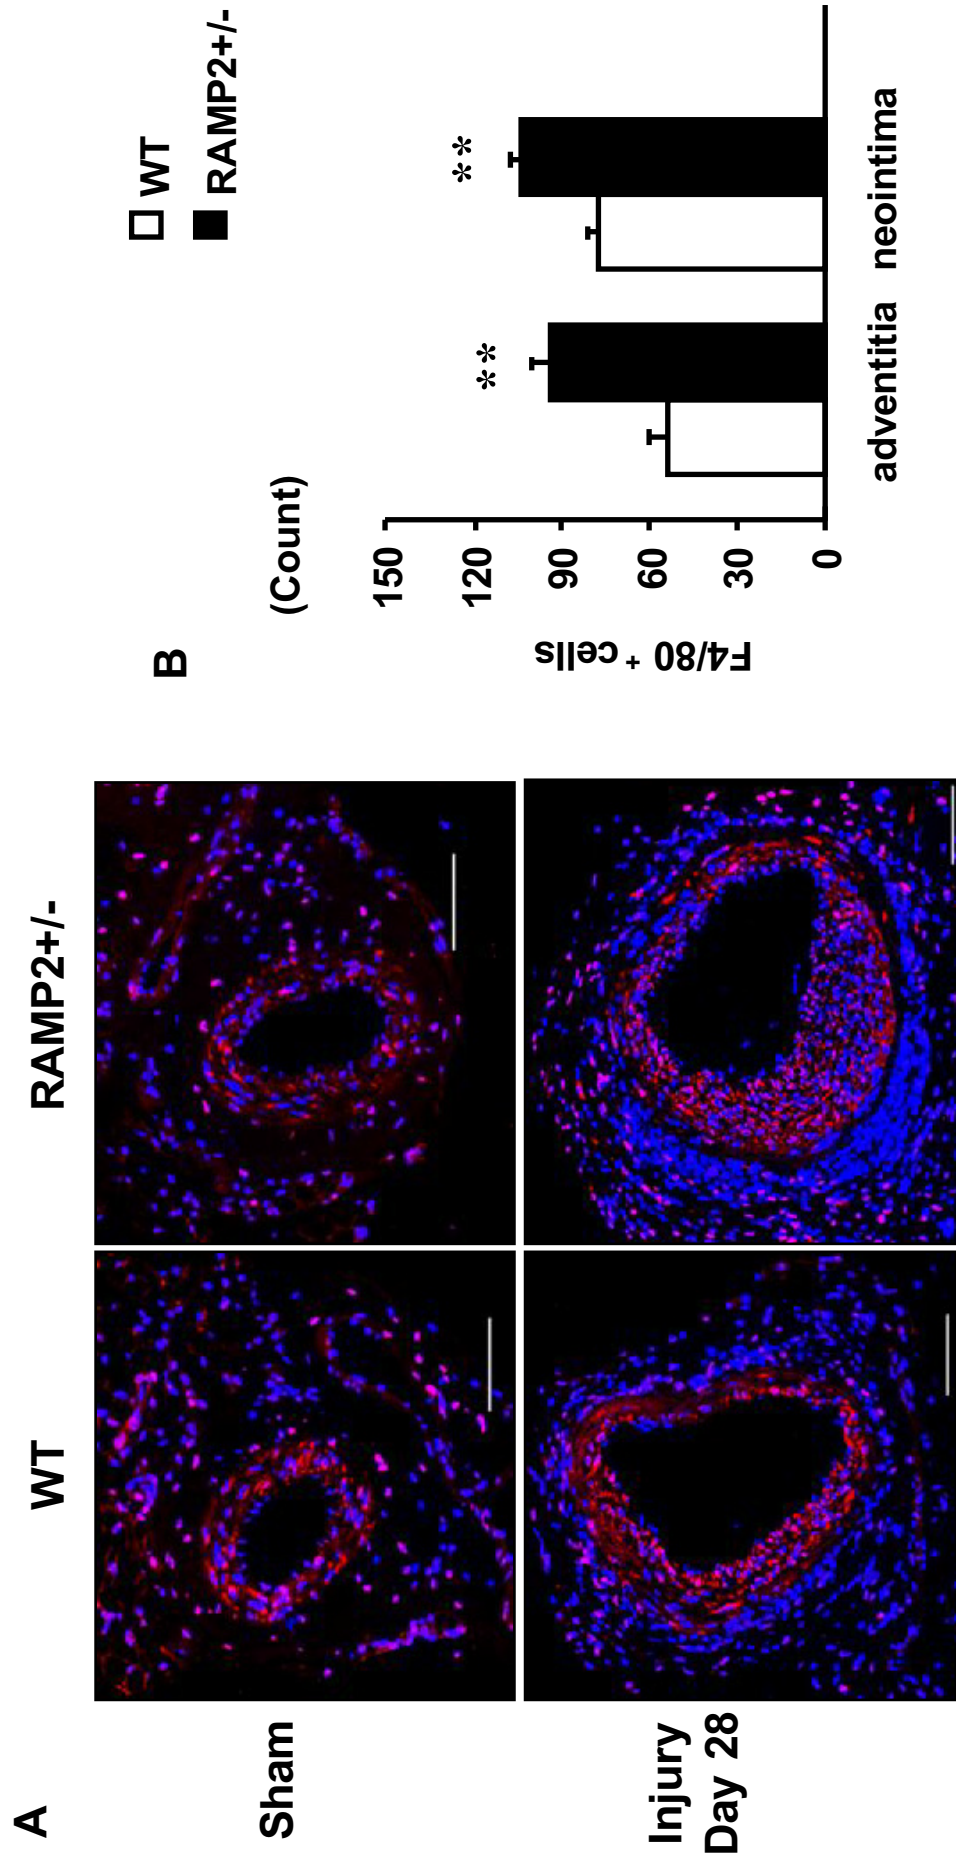 A
WT
RAMP2+/-
Sham
Injury
Day 28
B
WT
RAMP2+/-
(Count)
150
120
90
60
30
0
F4/80 + cells
**
**
adventitia neointima